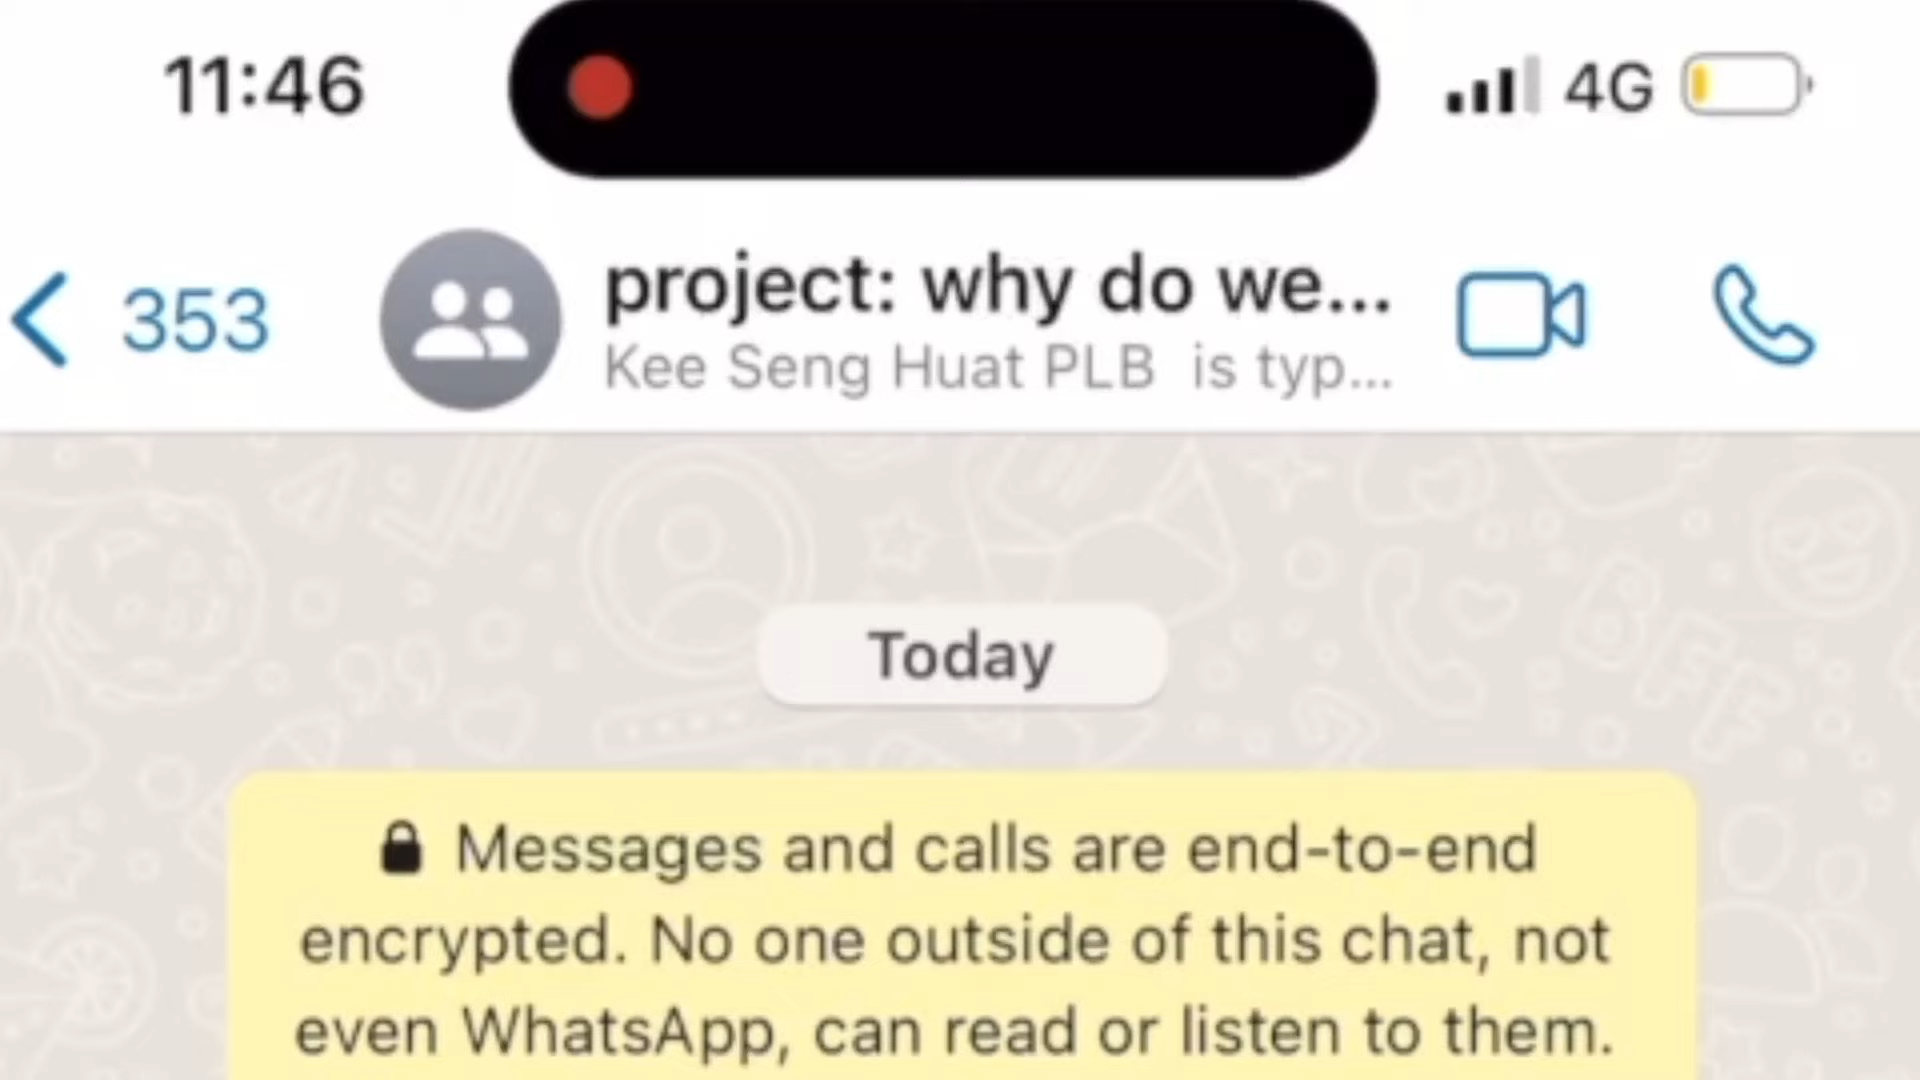 11:46
4G
353
project: why do we...
Kee Seng Huat PLB is typ...
Today
Messages and calls are end-to-end
encrypted. No one outside of this chat, not
even WhatsApp, can read or listen to them.